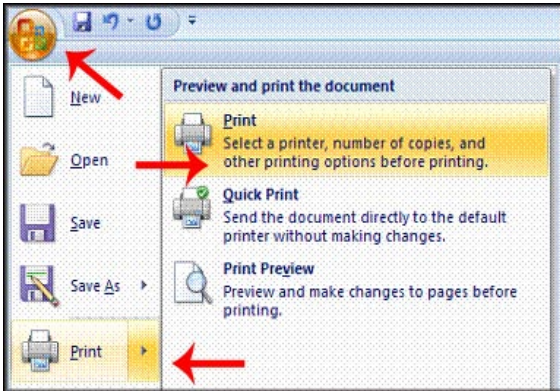 Preview and print the document
New
Print
Select a printer, number of copies, and
other printing options before printing.
Open
Quick Print
Send the document directly to the default
printer without making changes.
Save
Print Preview
Preview and make changes to pages before
printing.
Save As
Print